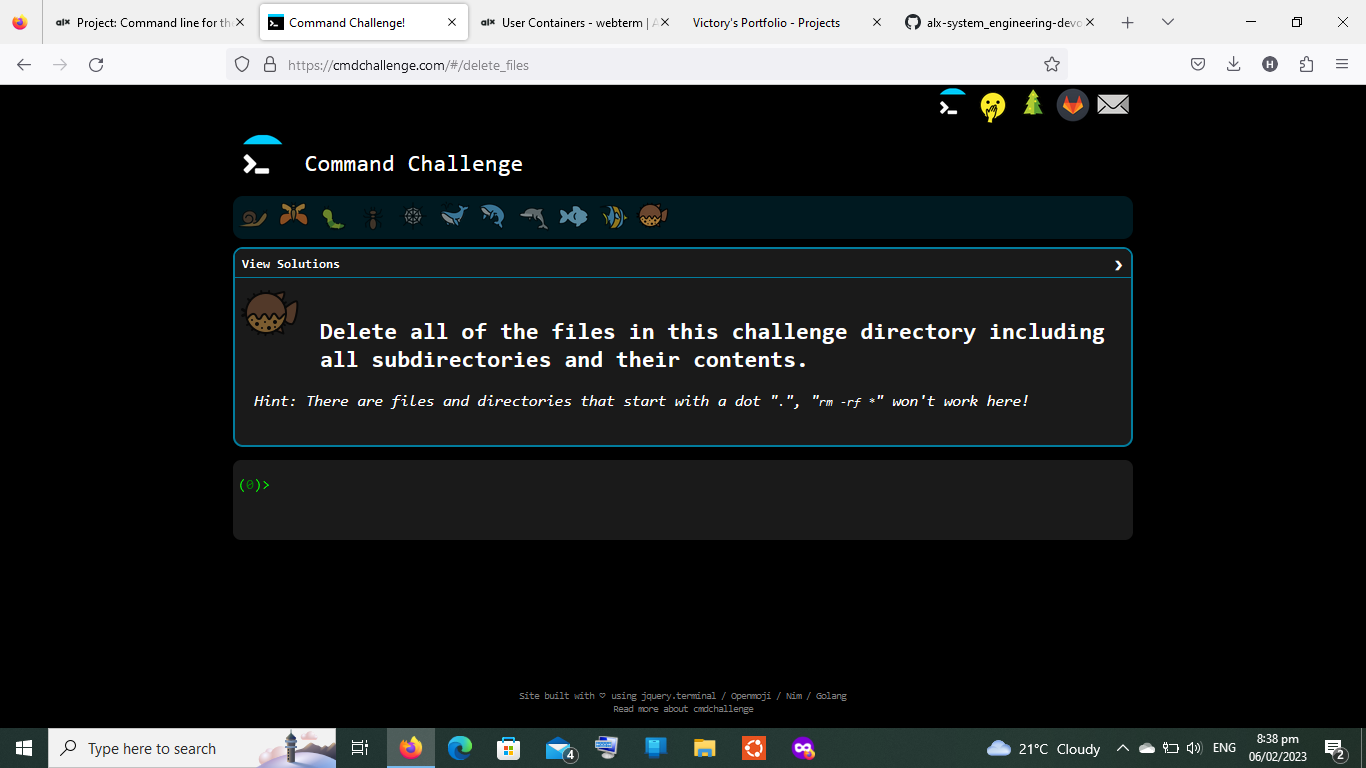 Project: Command line for the
Command Challenge!
User Containers - webterm | A
Victory's Portfolio - Projects
alx-system_engineering-devo
https://cmdchallenge.com/#/delete_files
Command Challenge
View Solutions
Delete all of the files in this challenge directory including
all subdirectories and their contents.
Hint: There are files and directories that start with a dot ".", "rm -rf *" won't work here!
(0)>
Site built with ♡ using jquery.terminal / Openmoji / Nim / Golang
Read more about cmdchallenge
Type here to search
4
21°C Cloudy
ENG
8:38 pm
06/02/2023
2